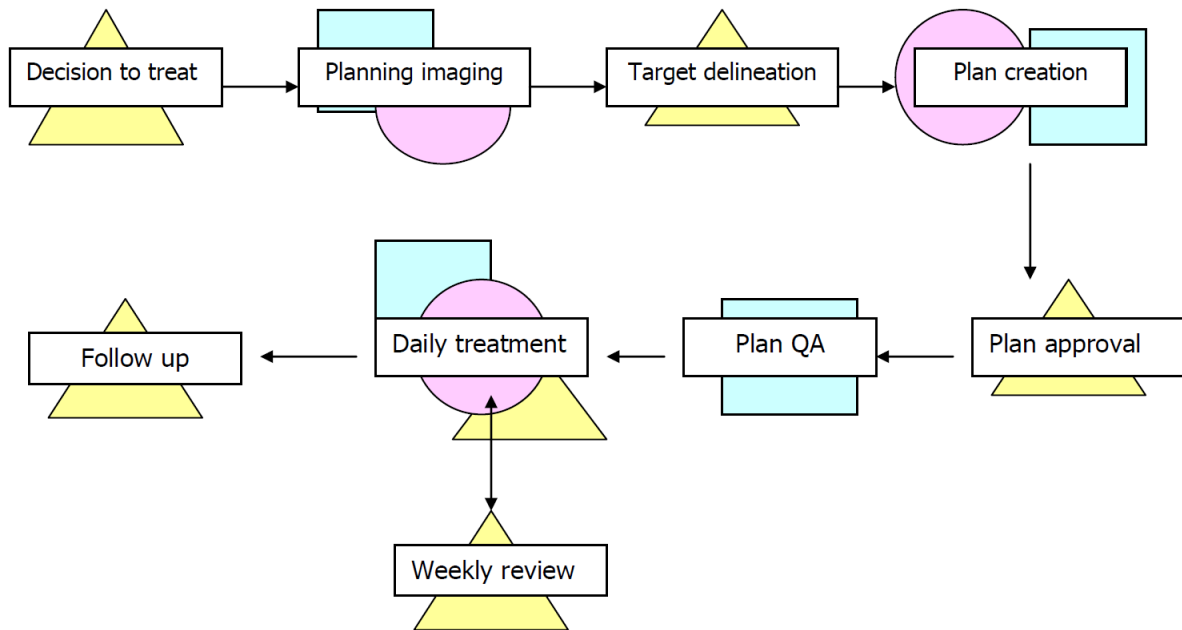 Decision to treat
Planning imaging
Target delineation
Plan creation
Follow up
Daily treatment
Plan QA
Plan approval
Weekly review